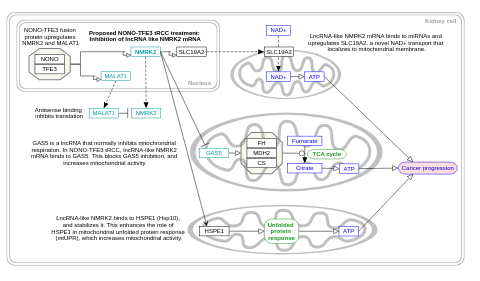 Kidney cell
NONO-TFE3 fusion
protein upregulates
NMRK2 and MALAT1
Proposed NONO-TFE3 tRCC treatment:
Inhibition of lncRNA like NMRK2 mRNA
NONO
TFE3
NMRK2
SLC19A2
MALAT1
Nucleus
NAD+
SLC19A2
NAD+
ATP
LncRNA-like NMRK2 mRNA binds to miRNAs and
upregulates SLC19A2, a novel NAD+ transport that
localizes to mitochondrial membrane.
Antisense binding
inhibits translation
MALAT1
NMRK2
GAS5 is a lncRNA that normally inhibits mitochondrial
respiration. In NONO-TFE3 tRCC, lncRNA-like NMRK2
mRNA binds to GAS5. This blocks GAS5 inhibition, and
increases mitochondrial activity.
GAS5
FH
MDH2
CS
Fumarate
TCA cycle
Citrate
ATP
Cancer progression
LncRNA-like NMRK2 binds to HSPE1 (Hsp10),
and stabilizes it. This enhances the role of
HSPE1 in mitochondrial unfolded protein response
(mtUPR), which increases mitochondrial activity.
HSPE1
Unfolded
protein
response
ATP